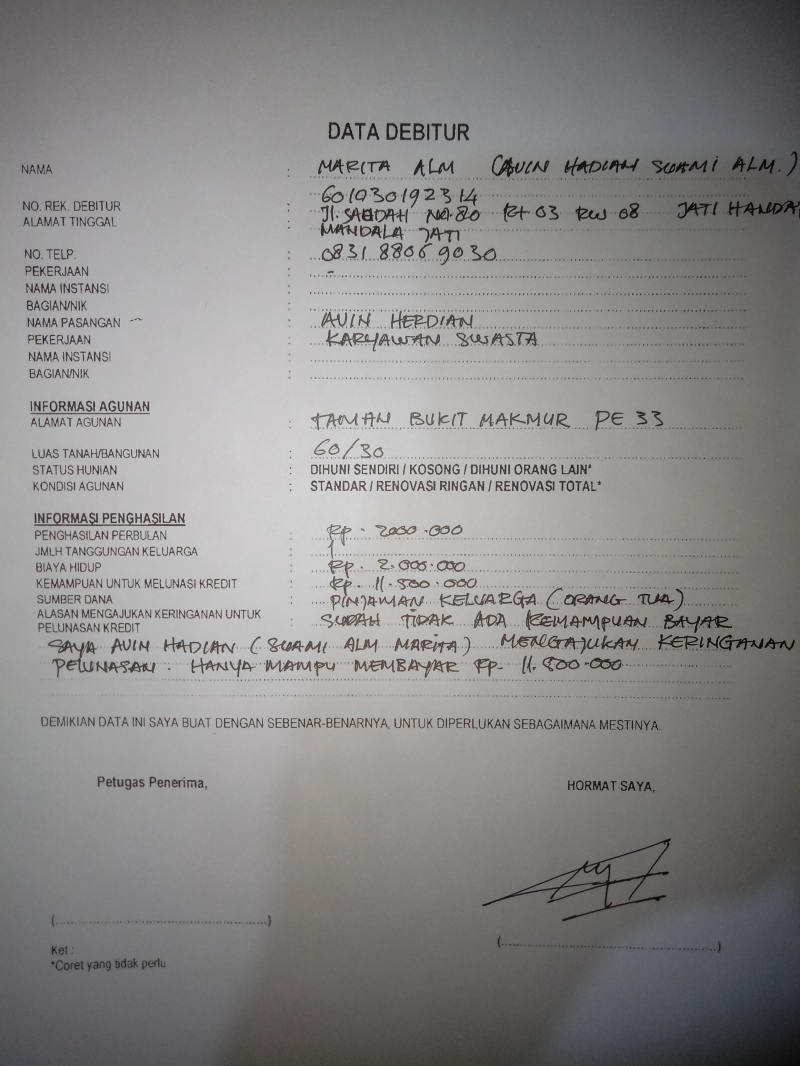 DATA DEBITUR
NAMA : MARITA ALM (AVIN HADIAN SUAMI ALM.)
NO. REK. DEBITUR : 601030192314
ALAMAT TINGGAL : Jl. SAHDAH NO.80 Rt 03 RW 08 JATI HANDA
MANDALA JATI
NO. TELP. : 0831 8806 9030
PEKERJAAN : -
NAMA INSTANSI :
BAGIAN/NIK :
NAMA PASANGAN : AVIN HERDIAN
PEKERJAAN : KARYAWAN SWASTA
NAMA INSTANSI :
BAGIAN/NIK :
INFORMASI AGUNAN
ALAMAT AGUNAN : TAMAN BUKIT MAKMUR PE 33
LUAS TANAH/BANGUNAN : 60/30
STATUS HUNIAN : DIHUNI SENDIRI / KOSONG / DIHUNI ORANG LAIN*
KONDISI AGUNAN : STANDAR / RENOVASI RINGAN / RENOVASI TOTAL*
INFORMASI PENGHASILAN
PENGHASILAN PERBULAN : Rp. 2000.000
JMLH TANGGUNGAN KELUARGA : 1
BIAYA HIDUP : Rp. 2.000.000
KEMAMPUAN UNTUK MELUNASI KREDIT : Rp. 11.800.000
SUMBER DANA : PINJAMAN KELUARGA (ORANG TUA)
ALASAN MENGAJUKAN KERINGANAN UNTUK PELUNASAN KREDIT : SUDAH TIDAK ADA KEMAMPUAN BAYAR
SAYA AVIN HADIAN (SUAMI ALM MARITA) MENGAJUKAN KERINGANAN
PELUNASAN. HANYA MAMPU MEMBAYAR Rp. 11.800.000
DEMIKIAN DATA INI SAYA BUAT DENGAN SEBENAR-BENARNYA, UNTUK DIPERLUKAN SEBAGAIMANA MESTINYA.
Petugas Penerima, HORMAT SAYA,
(....................) (....................)
Ket :
*Coret yang tidak perlu